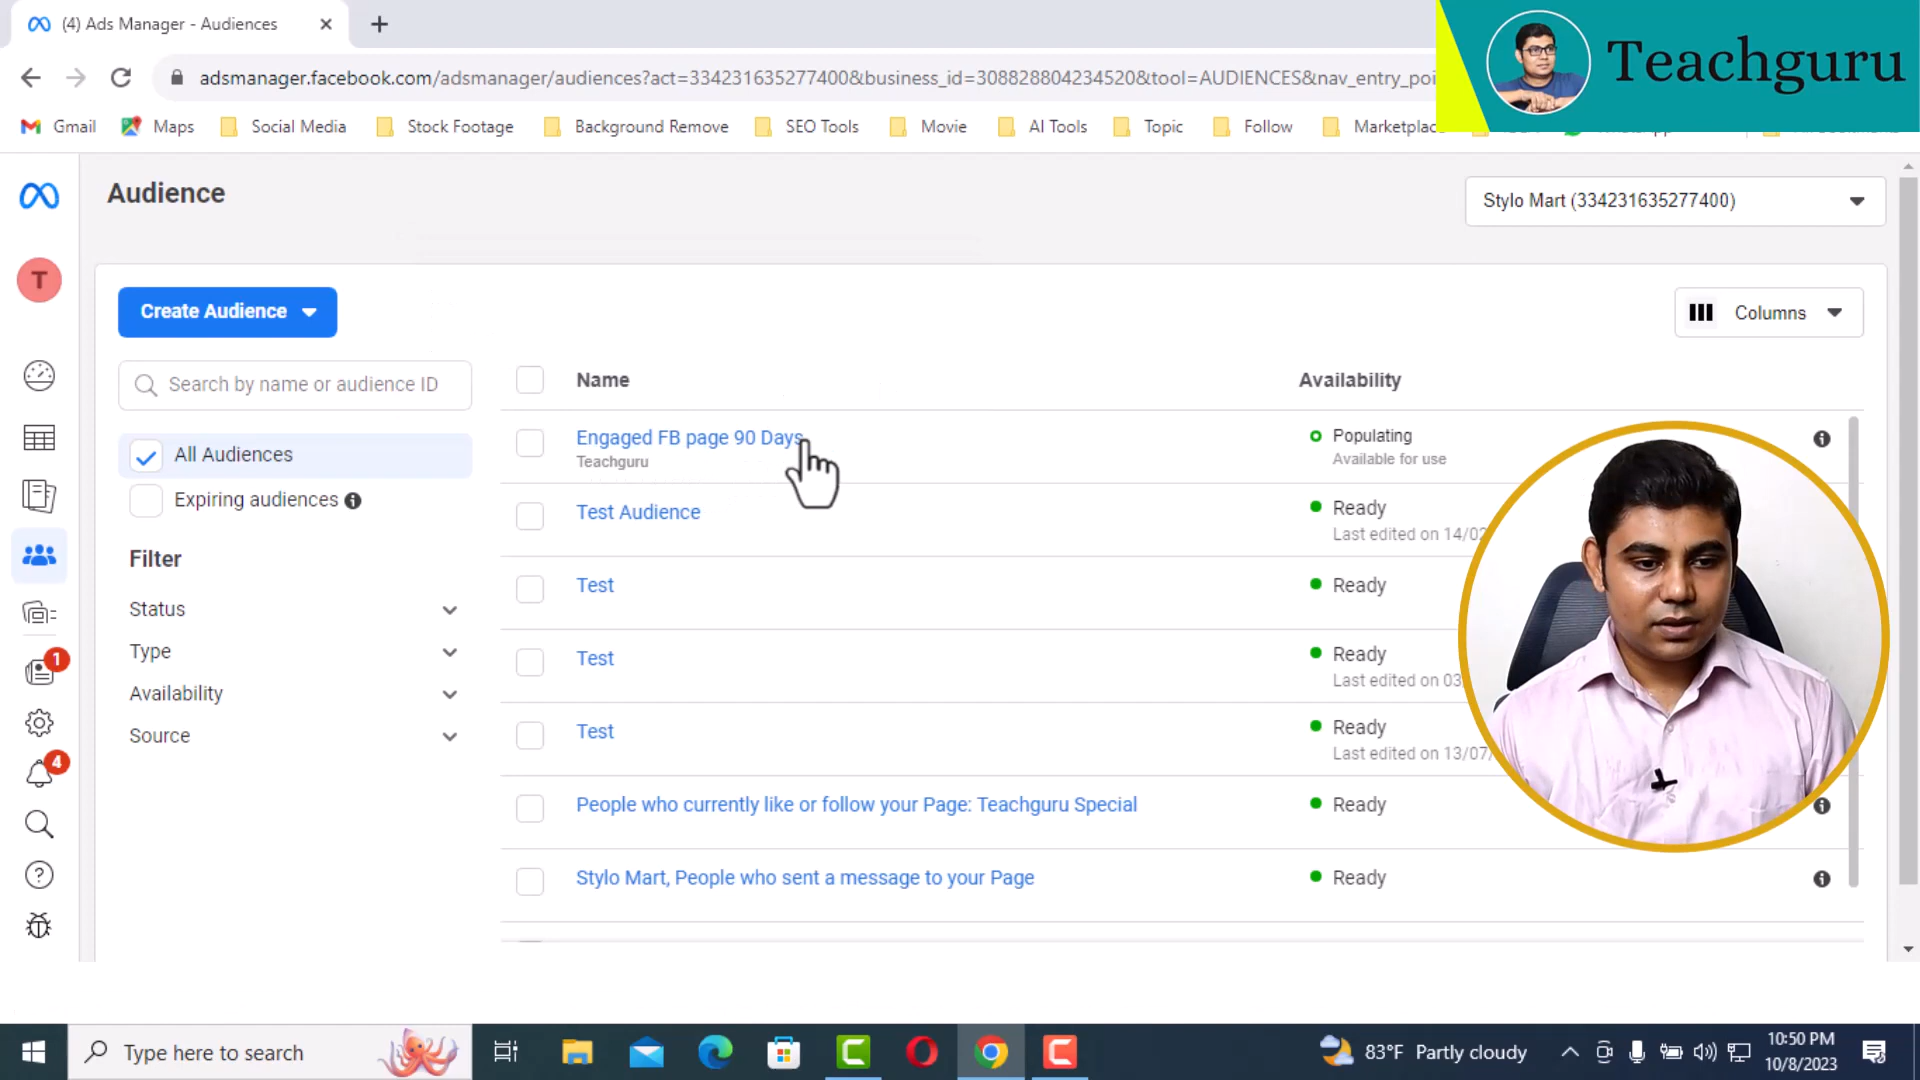 (4) Ads Manager - Audiences
Teachguru
adsmanager.facebook.com/adsmanager/audiences?act=334231635277400&business_id=308828804234520&tool=AUDIENCES&nav_entry_poi
Gmail Maps Social Media Stock Footage Background Remove SEO Tools Movie AI Tools Topic Follow Marketplac
Audience
Stylo Mart (334231635277400)
T
Create Audience
Columns
Search by name or audience ID
Name Availability
All Audiences
Expiring audiences
Filter
Status
Type
Availability
Source
Engaged FB page 90 Days
Teachguru
Populating
Available for use
Test Audience
Ready
Last edited on 14/02
Test
Ready
Test
Ready
Last edited on 03
Test
Ready
Last edited on 13/07/
People who currently like or follow your Page: Teachguru Special
Ready
Stylo Mart, People who sent a message to your Page
Ready
1
4
Type here to search
83°F Partly cloudy
10:50 PM
10/8/2023